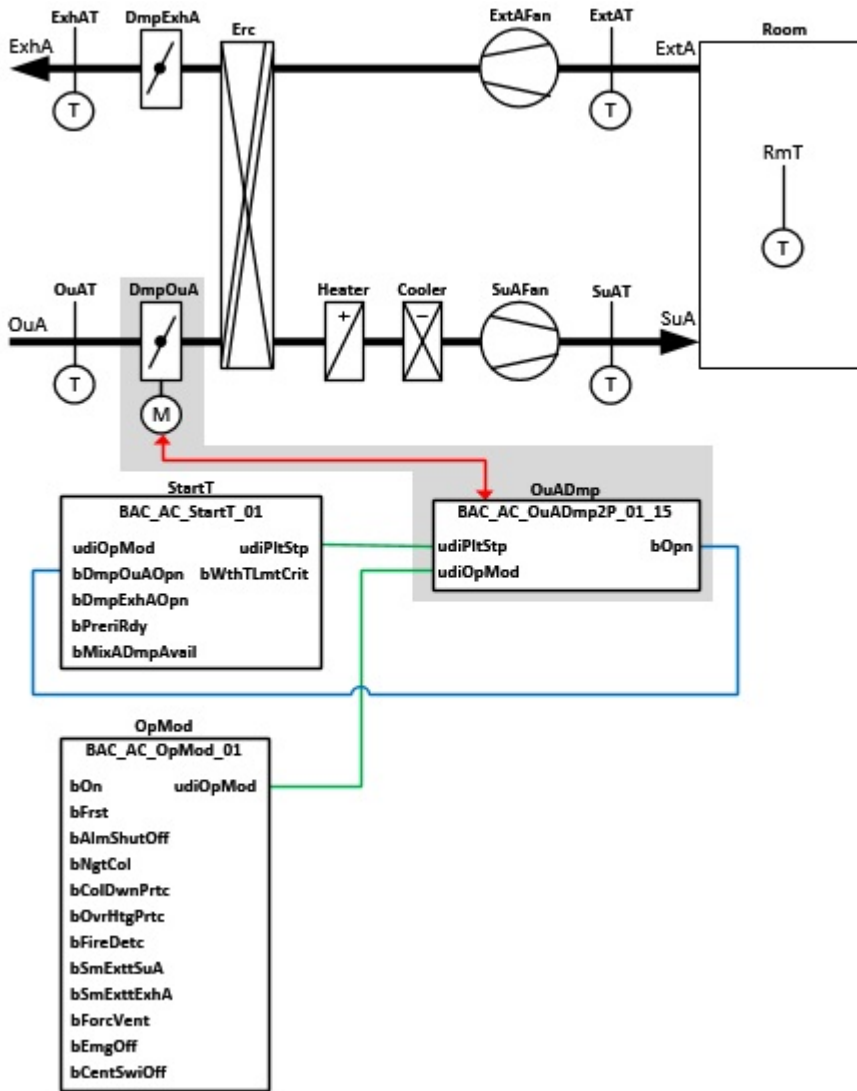 ExhAT DmpExhA Erc ExtAFan ExtAT Room
ExhA ExtA
T T
RmT
T
OuAT DmpOuA Heater Cooler SuAFan SuAT
OuA + − SuA
T T
M
StartT OuADmp
BAC_AC_StartT_01 BAC_AC_OuADmp2P_01_15
udiOpMod udiPltStp udiPltStp bOpn
bDmpOuAOpn bWthTLmtCrit udiOpMod
bDmpExhAOpn
bPreriRdy
bMixADmpAvail
OpMod
BAC_AC_OpMod_01
bOn udiOpMod
bFrst
bAlmShutOff
bNgtCol
bColDwnPrtc
bOvrHtgPrtc
bFireDetc
bSmExttSuA
bSmExttExhA
bForcVent
bEmgOff
bCentSwiOff